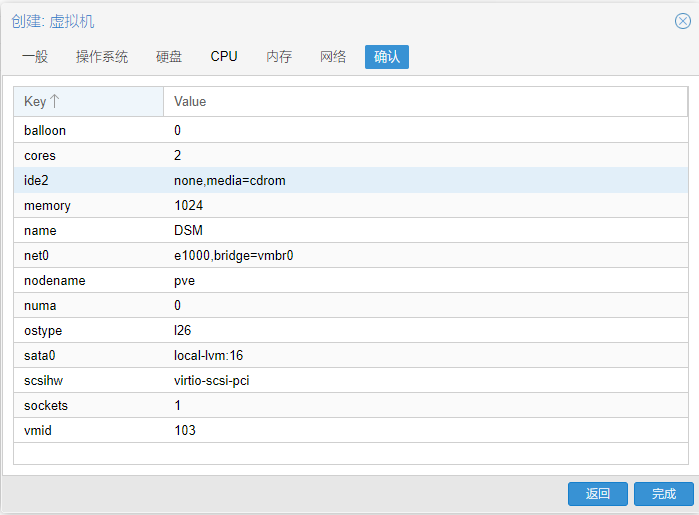 创建: 虚拟机
一般 操作系统 硬盘 CPU 内存 网络 确认
Key Value
balloon 0
cores 2
ide2 none,media=cdrom
memory 1024
name DSM
net0 e1000,bridge=vmbr0
nodename pve
numa 0
ostype l26
sata0 local-lvm:16
scsihw virtio-scsi-pci
sockets 1
vmid 103
返回 完成